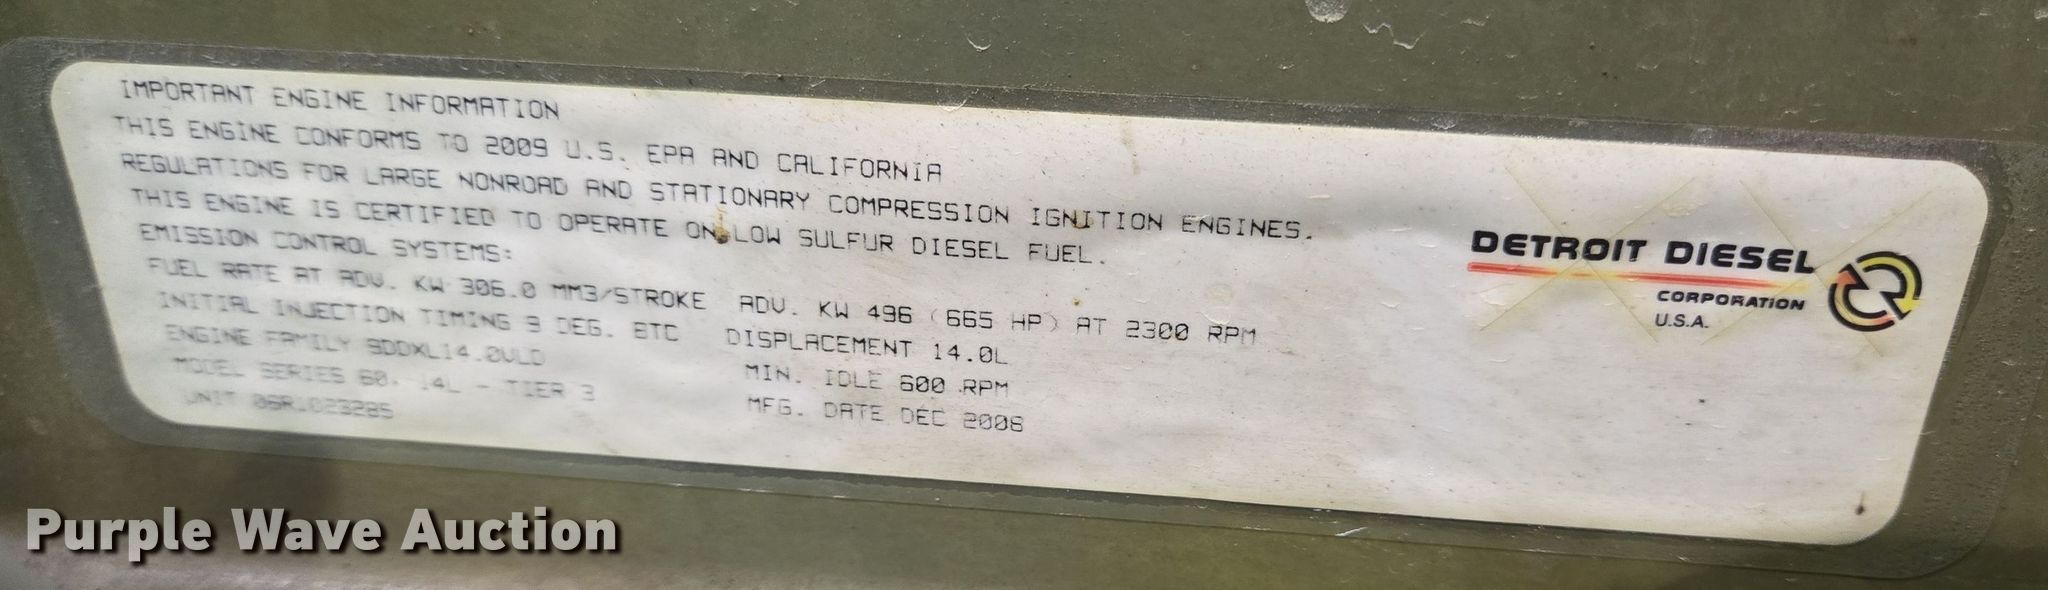 IMPORTANT ENGINE INFORMATION
THIS ENGINE CONFORMS TO 2009 U.S. EPA AND CALIFORNIA
REGULATIONS FOR LARGE NONROAD AND STATIONARY COMPRESSION IGNITION ENGINES.
THIS ENGINE IS CERTIFIED TO OPERATE ON LOW SULFUR DIESEL FUEL.
EMISSION CONTROL SYSTEMS:
FUEL RATE AT ADV. KW 306.0 MM3/STROKE ADV. KW 496 (665 HP) AT 2300 RPM
INITIAL INJECTION TIMING 9 DEG. BTC DISPLACEMENT 14.0L
ENGINE FAMILY 9DDXL14.0VLD MIN. IDLE 600 RPM
MODEL SERIES 60, 14L - TIER 3 MFG. DATE DEC 2008
UNIT 06R1023285
DETROIT DIESEL
CORPORATION
U.S.A.
Purple Wave Auction